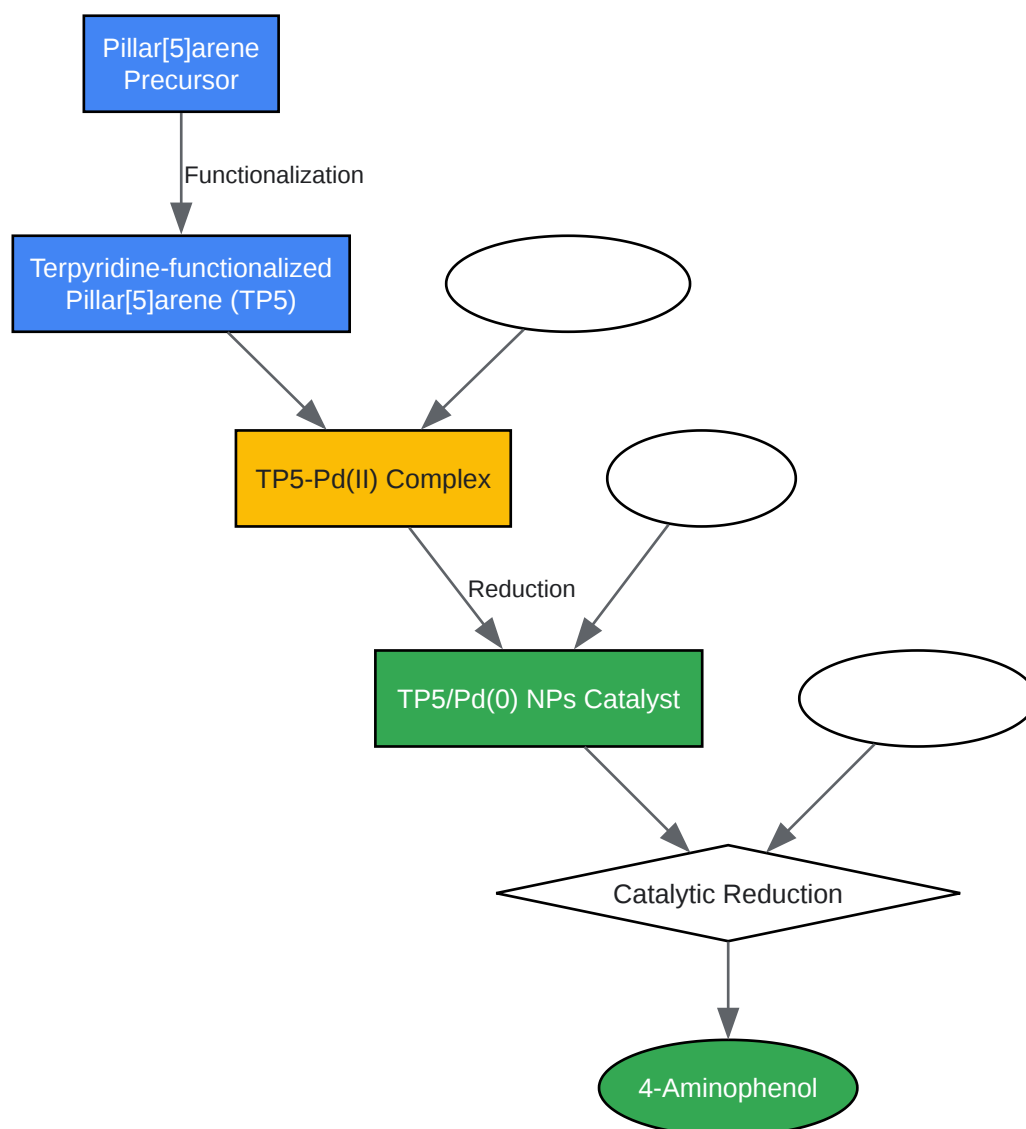 Pillar[5]arene
Precursor
Functionalization
Terpyridine-functionalized
Pillar[5]arene (TP5)
TP5-Pd(II) Complex
Reduction
TP5/Pd(0) NPs Catalyst
Catalytic Reduction
4-Aminophenol